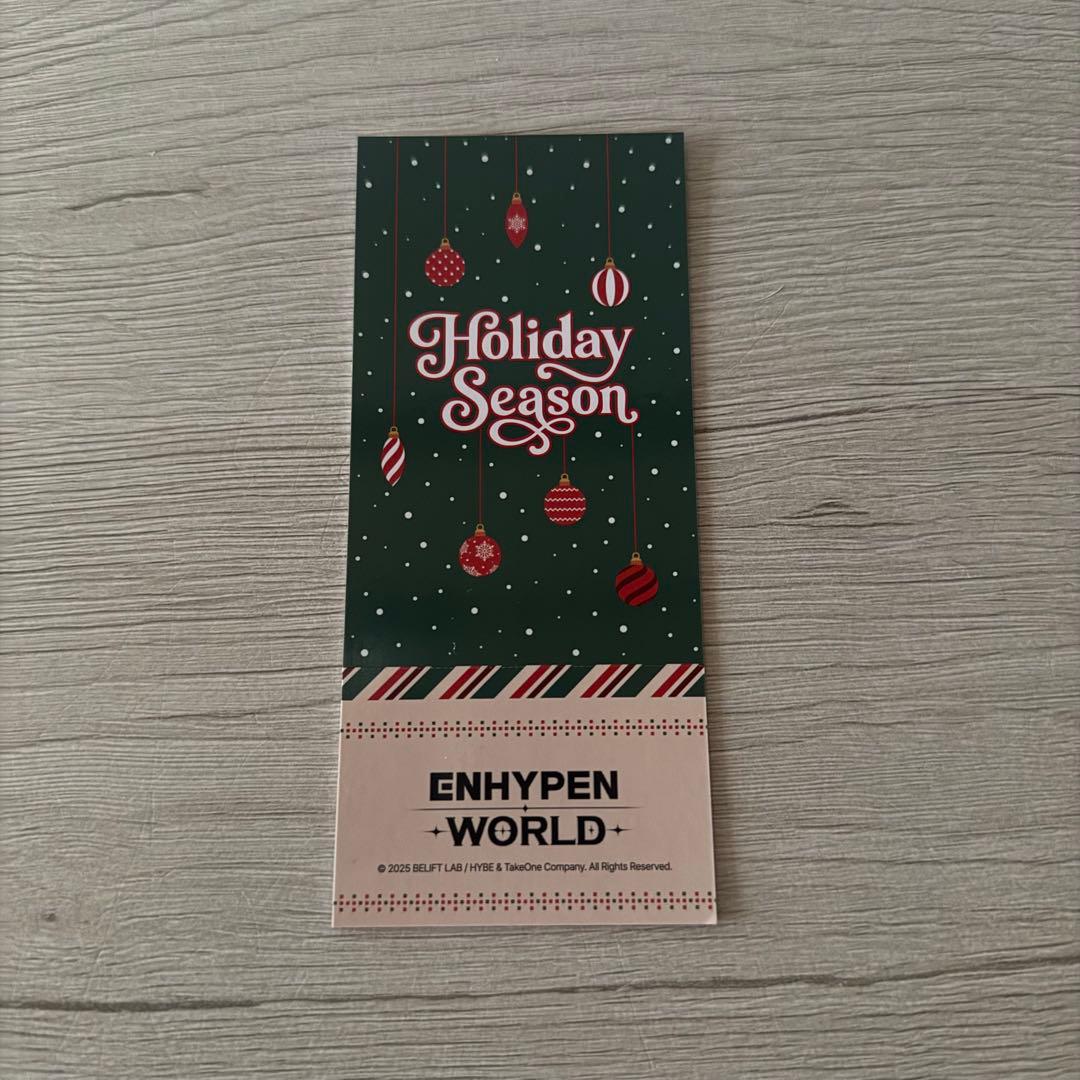 Holiday
Season
ENHYPEN
WORLD
© 2025 BELIFT LAB / HYBE & TakeOne Company. All Rights Reserved.